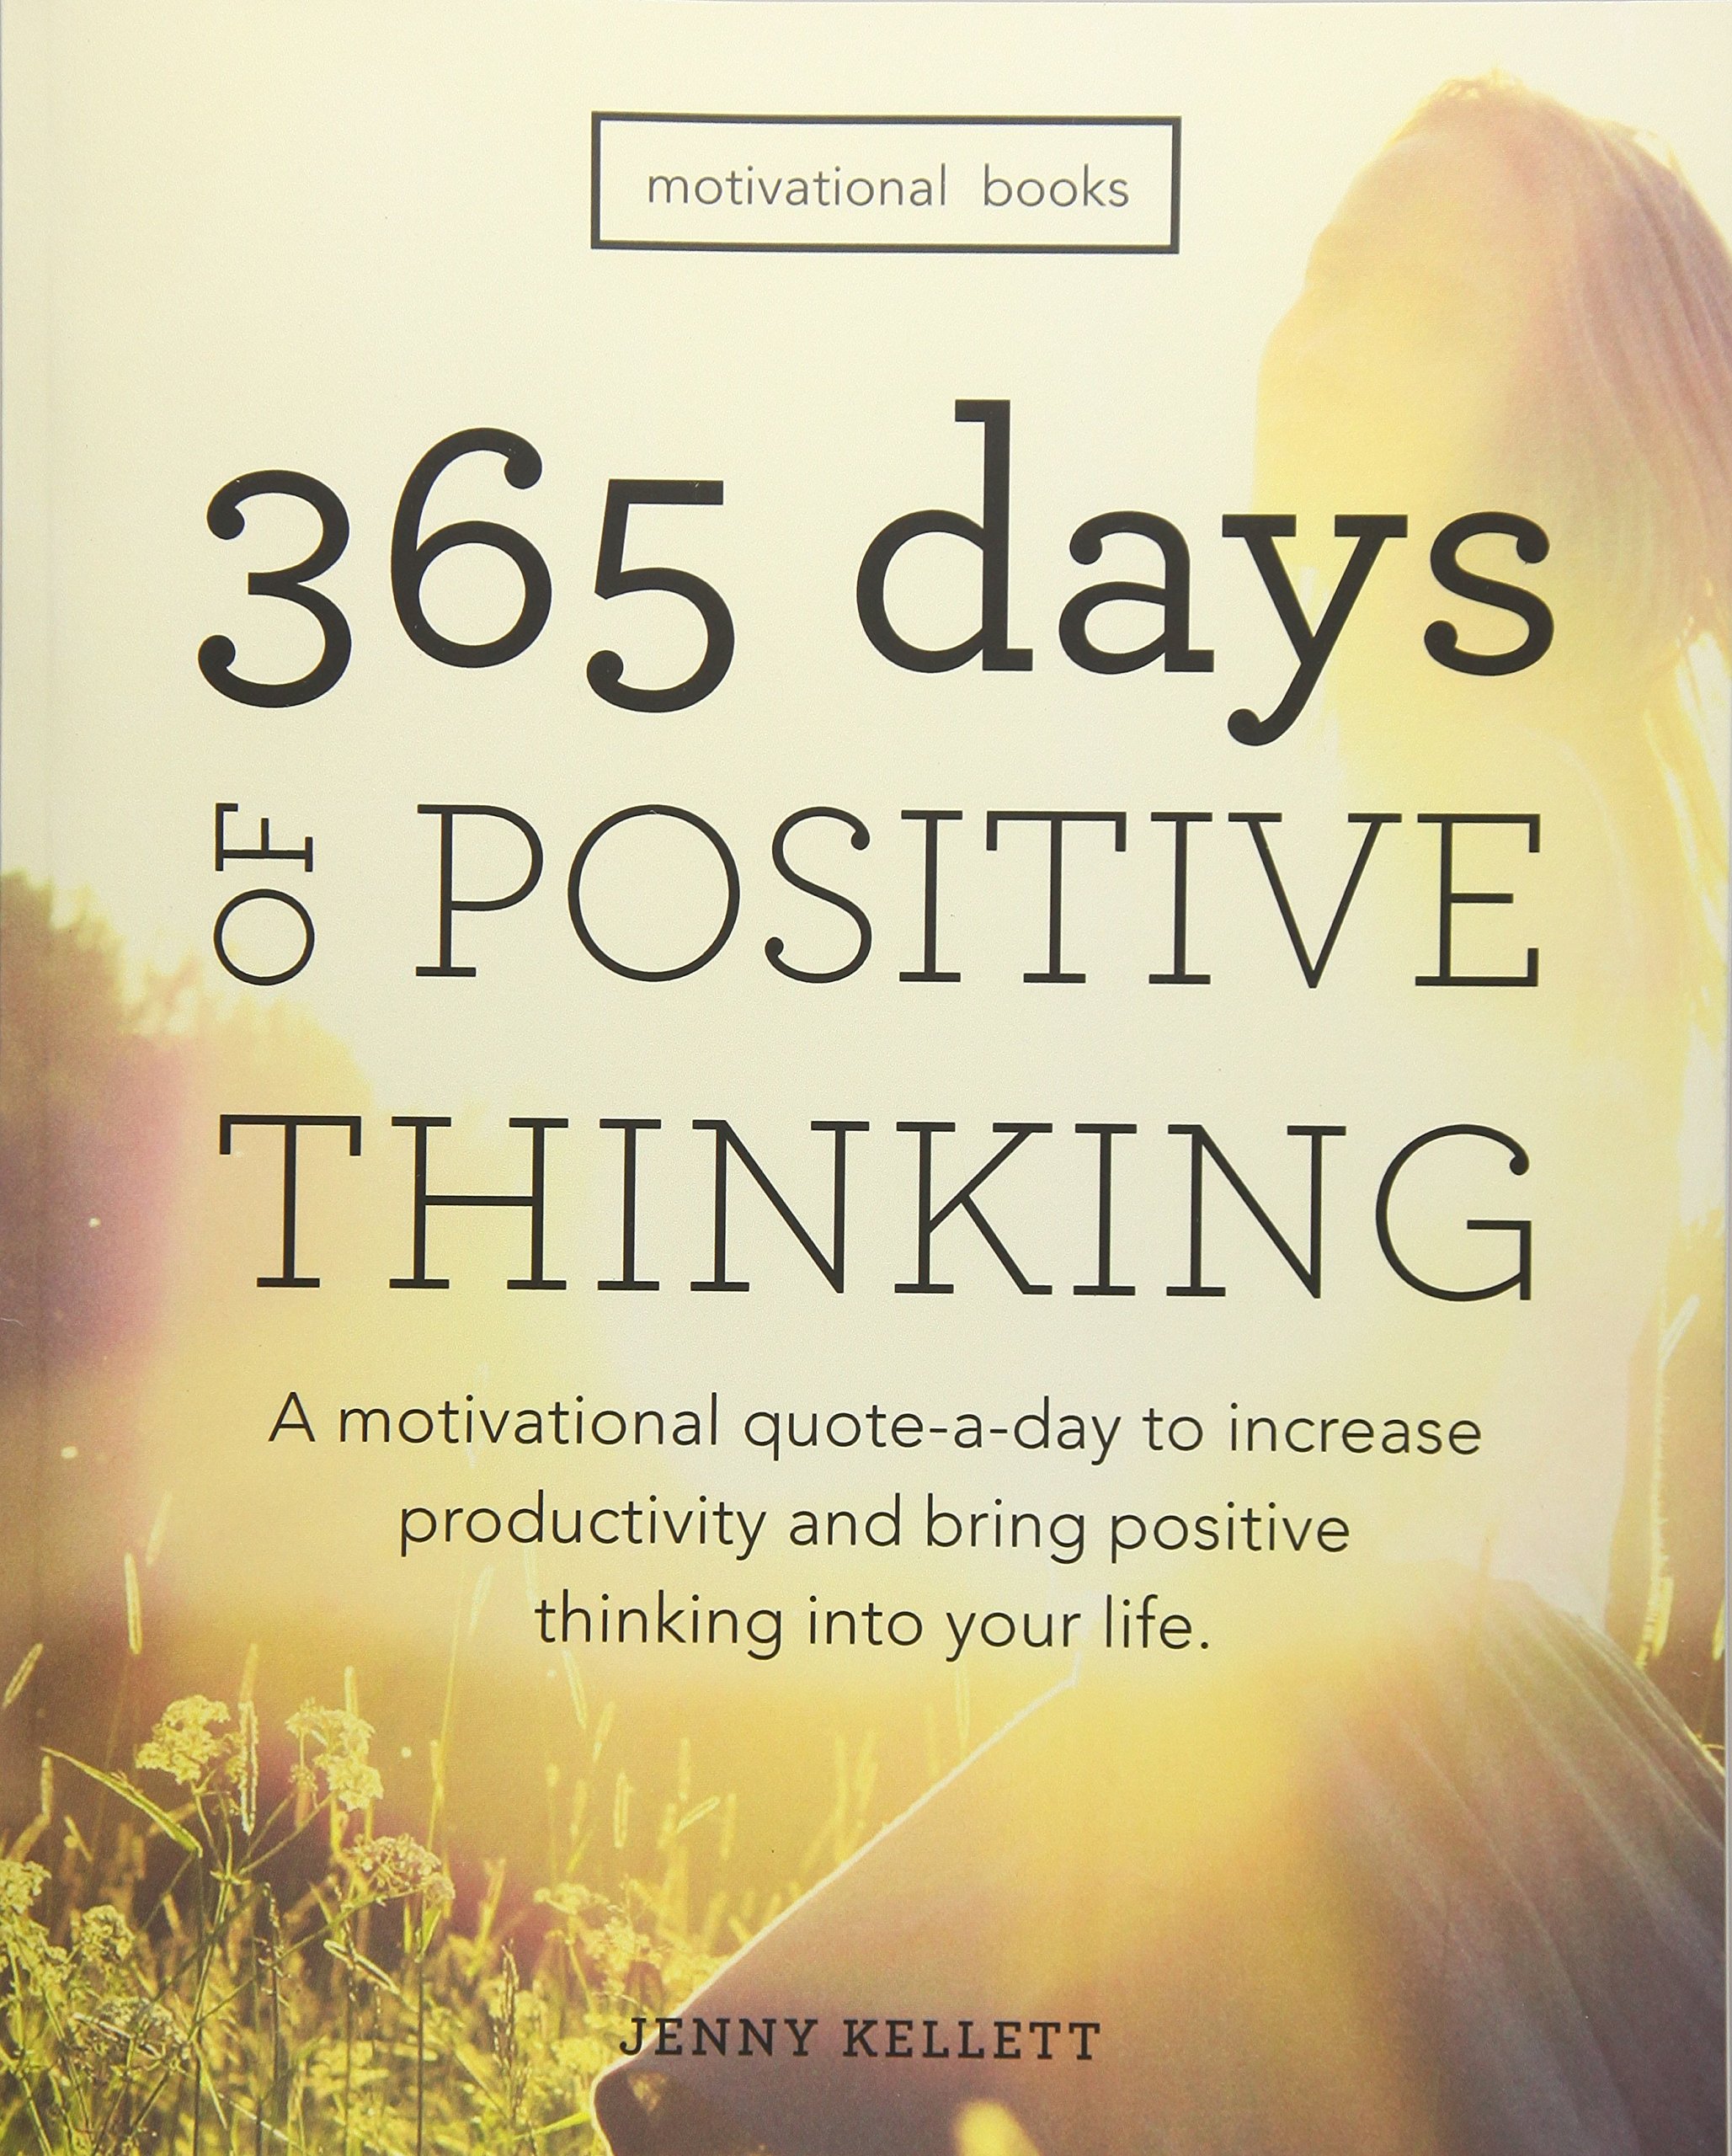 motivational books
365 days
OF POSITIVE
THINKING
A motivational quote-a-day to increase
productivity and bring positive
thinking into your life.
JENNY KELLETT